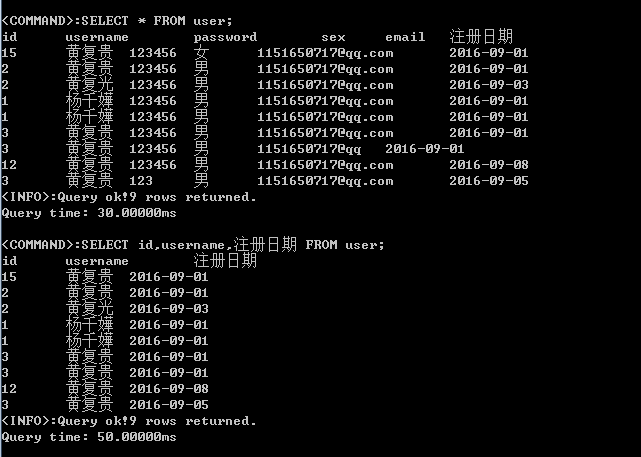 <COMMAND>:SELECT * FROM user;
id username password sex email 注册日期
15 黄复贵 123456 女 1151650717@qq.com 2016-09-01
2 黄复贵 123456 男 1151650717@qq.com 2016-09-01
2 黄复光 123456 男 1151650717@qq.com 2016-09-03
1 杨千嬅 123456 男 1151650717@qq.com 2016-09-01
1 杨千嬅 123456 男 1151650717@qq.com 2016-09-01
3 黄复贵 123456 男 1151650717@qq.com 2016-09-01
3 黄复贵 123456 男 1151650717@qq 2016-09-01
12 黄复贵 123456 男 1151650717@qq.com 2016-09-08
3 黄复贵 123 男 1151650717@qq.com 2016-09-05
<INFO>:Query ok!9 rows returned.
Query time: 30.00000ms
<COMMAND>:SELECT id,username,注册日期 FROM user;
id username 注册日期
15 黄复贵 2016-09-01
2 黄复贵 2016-09-01
2 黄复光 2016-09-03
1 杨千嬅 2016-09-01
1 杨千嬅 2016-09-01
3 黄复贵 2016-09-01
3 黄复贵 2016-09-01
12 黄复贵 2016-09-08
3 黄复贵 2016-09-05
<INFO>:Query ok!9 rows returned.
Query time: 50.00000ms